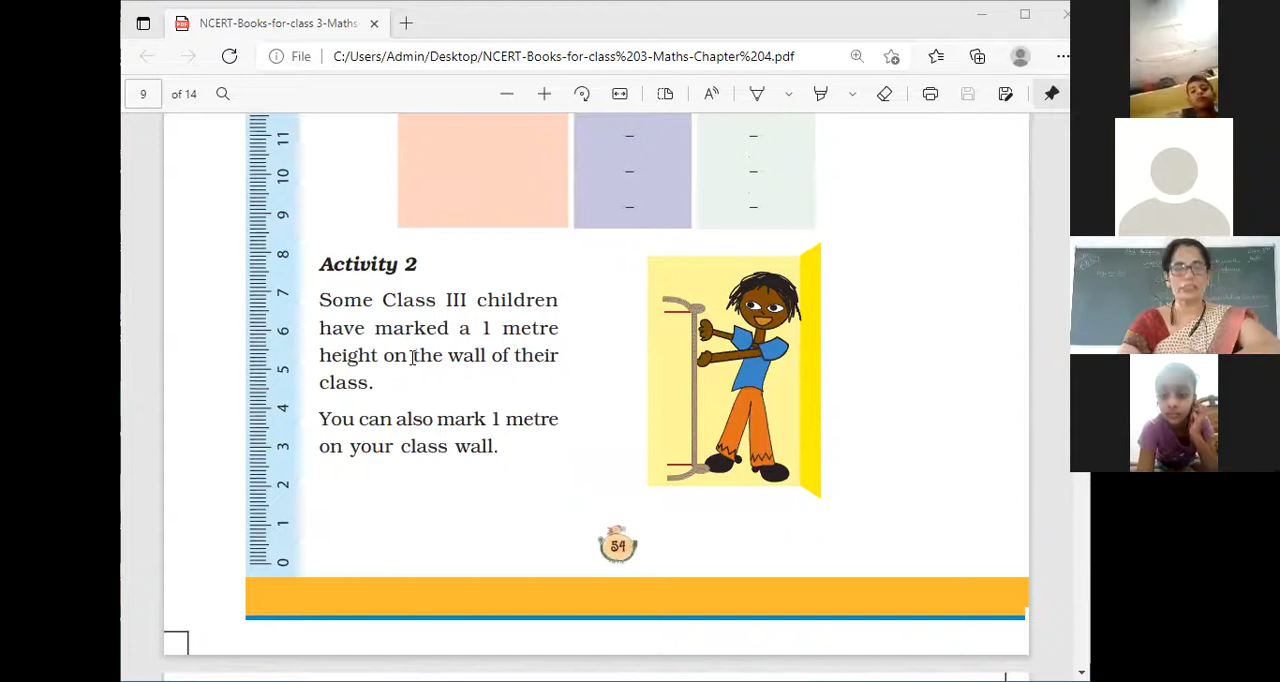 NCERT-Books-for-class 3-Maths-
File C:/Users/Admin/Desktop/NCERT-Books-for-class%203-Maths-Chapter%204.pdf
9 of 14
11
10
9
8
7
6
5
4
3
2
1
0
Activity 2
Some Class III children
have marked a 1 metre
height on the wall of their
class.
You can also mark 1 metre
on your class wall.
54